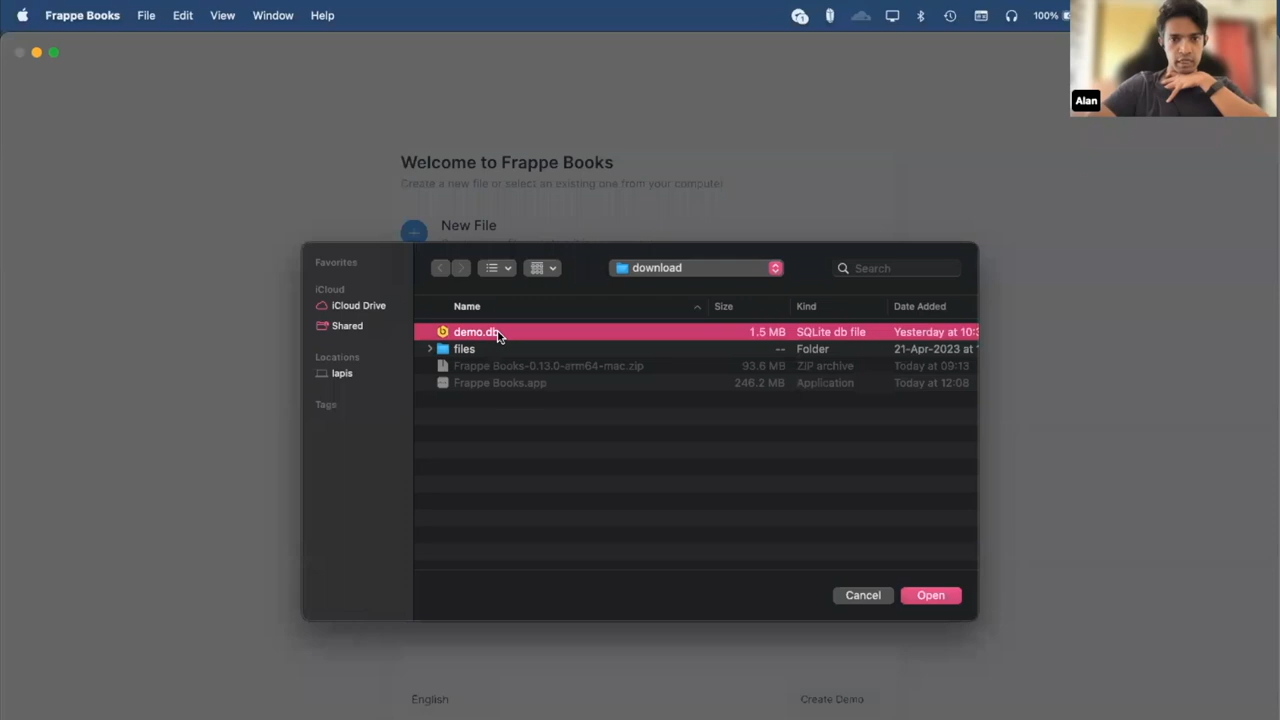 Frappe Books File Edit View Window Help 100%
Alan
Welcome to Frappe Books
Create a new file or select an existing one from your computer
New File
Favorites
iCloud
iCloud Drive
Shared
Locations
lapis
Tags
download
Search
Name Size Kind Date Added
demo.db 1.5 MB SQLite db file Yesterday at 10:3
files -- Folder 21-Apr-2023 at 1
Frappe Books-0.13.0-arm64-mac.zip 93.6 MB ZIP archive Today at 09:13
Frappe Books.app 246.2 MB Application Today at 12:08
Cancel Open
English Create Demo